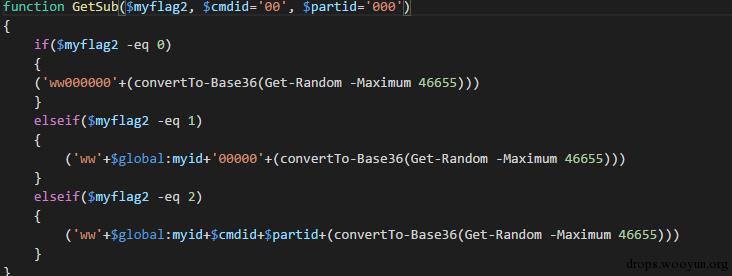 function GetSub($myflag2, $cmdid='00', $partid='000')
{
    if($myflag2 -eq 0)
    {
    ('ww000000'+(convertTo-Base36(Get-Random -Maximum 46655)))
    }
    elseif($myflag2 -eq 1)
    {
        ('ww'+$global:myid+'00000'+(convertTo-Base36(Get-Random -Maximum 46655)))
    }
    elseif($myflag2 -eq 2)
    {
        ('ww'+$global:myid+$cmdid+$partid+(convertTo-Base36(Get-Random -Maximum 46655)))
    }
}
drops.wooyun.org